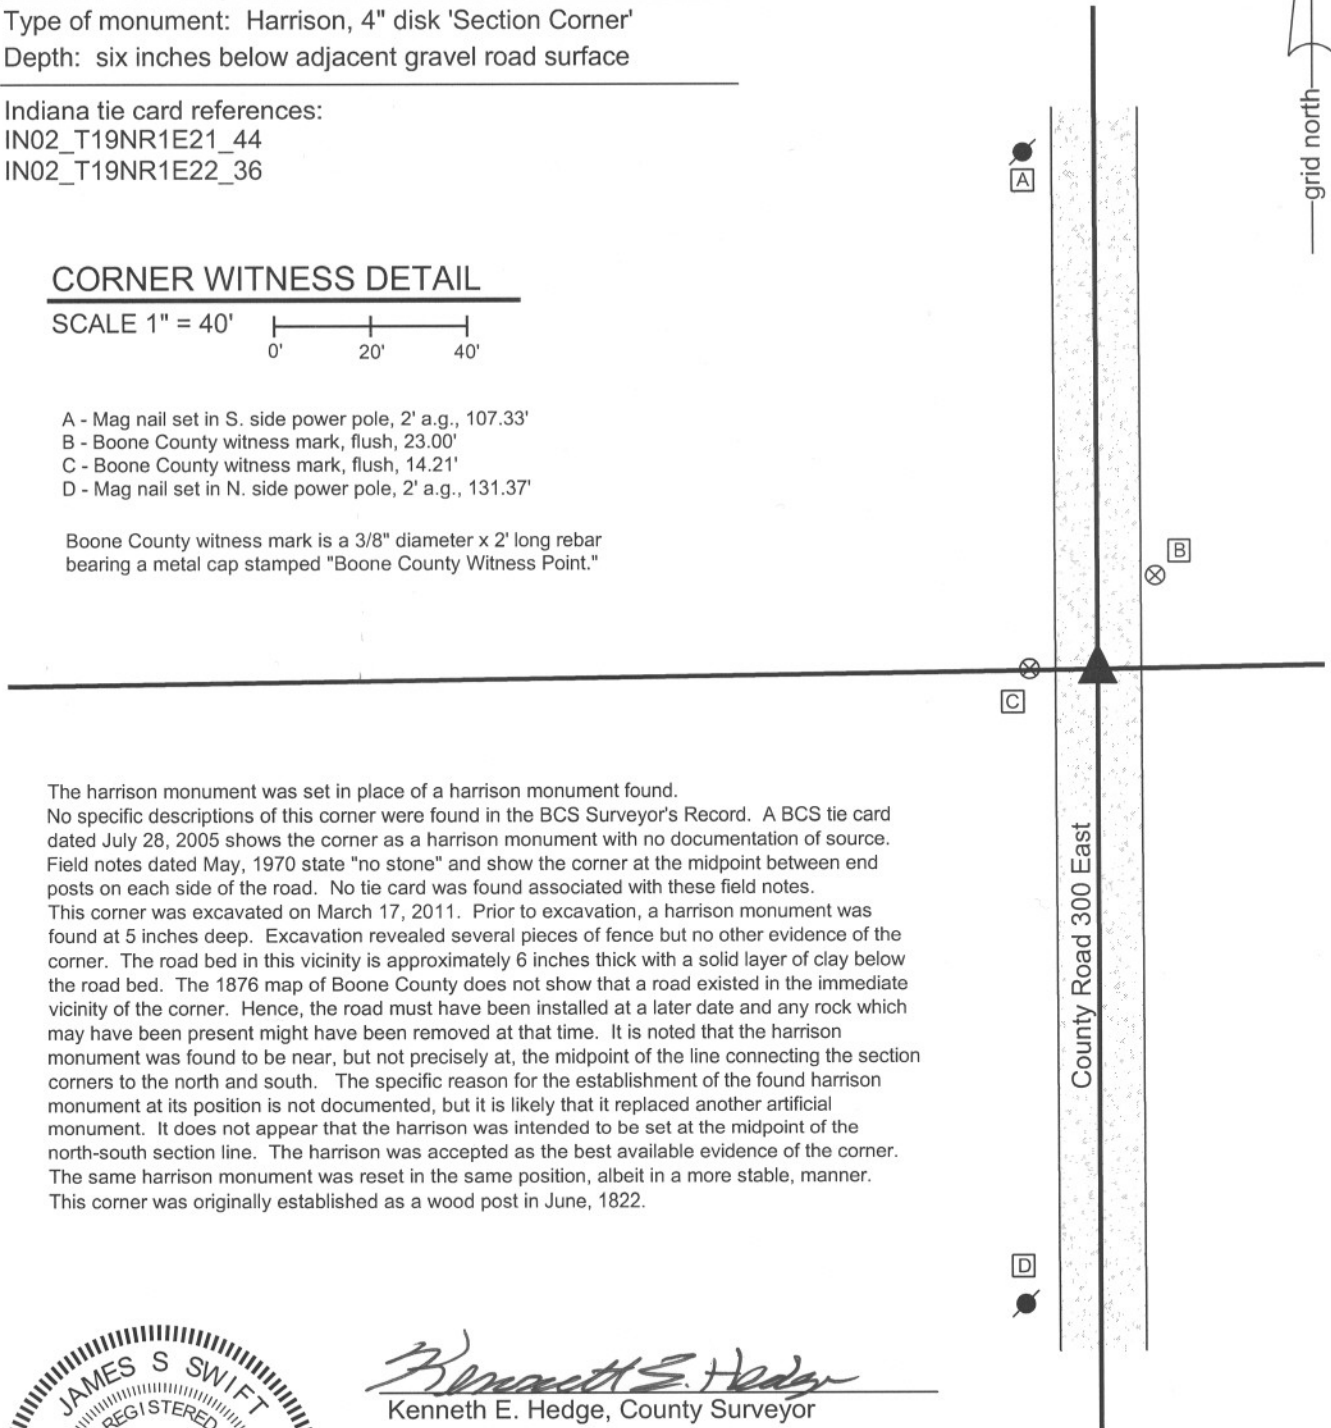 Type of monument: Harrison, 4" disk 'Section Corner'
Depth: six inches below adjacent gravel road surface
Indiana tie card references:
IN02_T19NR1E21_44
IN02_T19NR1E22_36
grid north
A
CORNER WITNESS DETAIL
SCALE 1" = 40'
0' 20' 40'
A - Mag nail set in S. side power pole, 2' a.g., 107.33'
B - Boone County witness mark, flush, 23.00'
C - Boone County witness mark, flush, 14.21'
D - Mag nail set in N. side power pole, 2' a.g., 131.37'
Boone County witness mark is a 3/8" diameter x 2' long rebar
bearing a metal cap stamped "Boone County Witness Point."
B
C
The harrison monument was set in place of a harrison monument found.
No specific descriptions of this corner were found in the BCS Surveyor's Record. A BCS tie card
dated July 28, 2005 shows the corner as a harrison monument with no documentation of source.
Field notes dated May, 1970 state "no stone" and show the corner at the midpoint between end
posts on each side of the road. No tie card was found associated with these field notes.
This corner was excavated on March 17, 2011. Prior to excavation, a harrison monument was
found at 5 inches deep. Excavation revealed several pieces of fence but no other evidence of the
corner. The road bed in this vicinity is approximately 6 inches thick with a solid layer of clay below
the road bed. The 1876 map of Boone County does not show that a road existed in the immediate
vicinity of the corner. Hence, the road must have been installed at a later date and any rock which
may have been present might have been removed at that time. It is noted that the harrison
monument was found to be near, but not precisely at, the midpoint of the line connecting the section
corners to the north and south. The specific reason for the establishment of the found harrison
monument at its position is not documented, but it is likely that it replaced another artificial
monument. It does not appear that the harrison was intended to be set at the midpoint of the
north-south section line. The harrison was accepted as the best available evidence of the corner.
The same harrison monument was reset in the same position, albeit in a more stable, manner.
This corner was originally established as a wood post in June, 1822.
County Road 300 East
D
JAMES S SWIFT
REGISTERED
Kenneth E. Hedge
Kenneth E. Hedge, County Surveyor